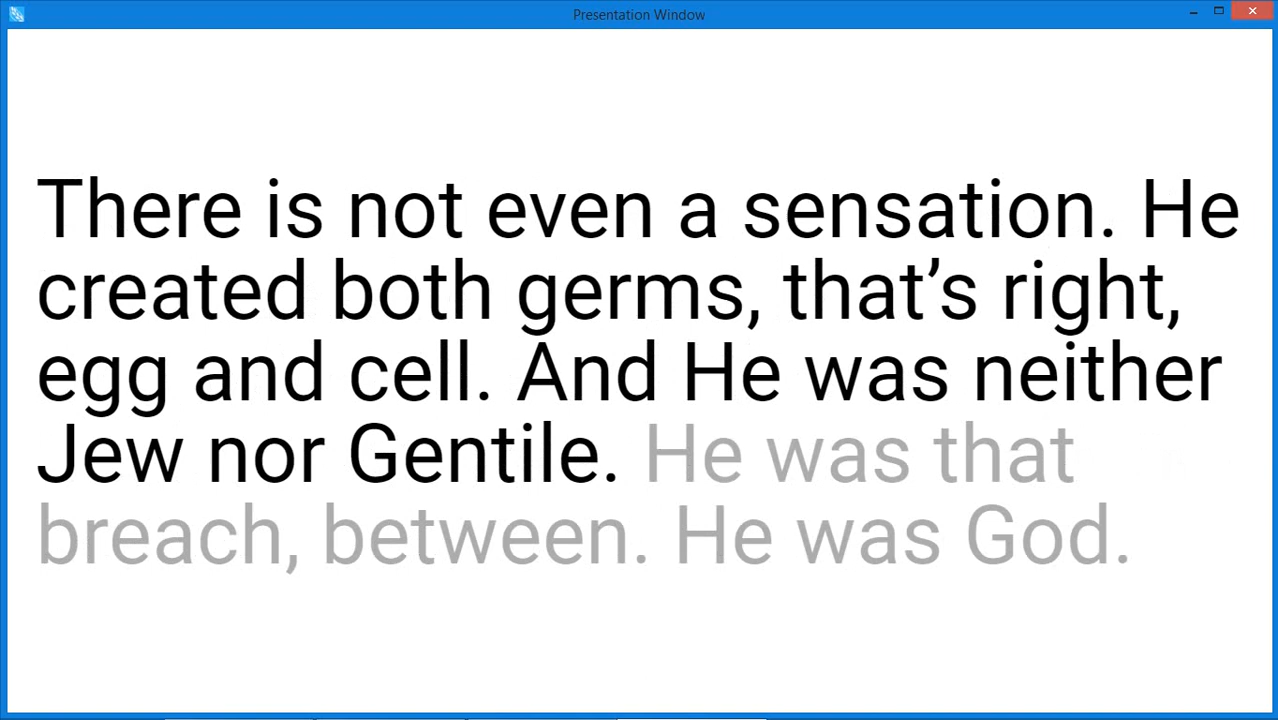 Presentation Window
There is not even a sensation. He
created both germs, that’s right,
egg and cell. And He was neither
Jew nor Gentile. He was that
breach, between. He was God.